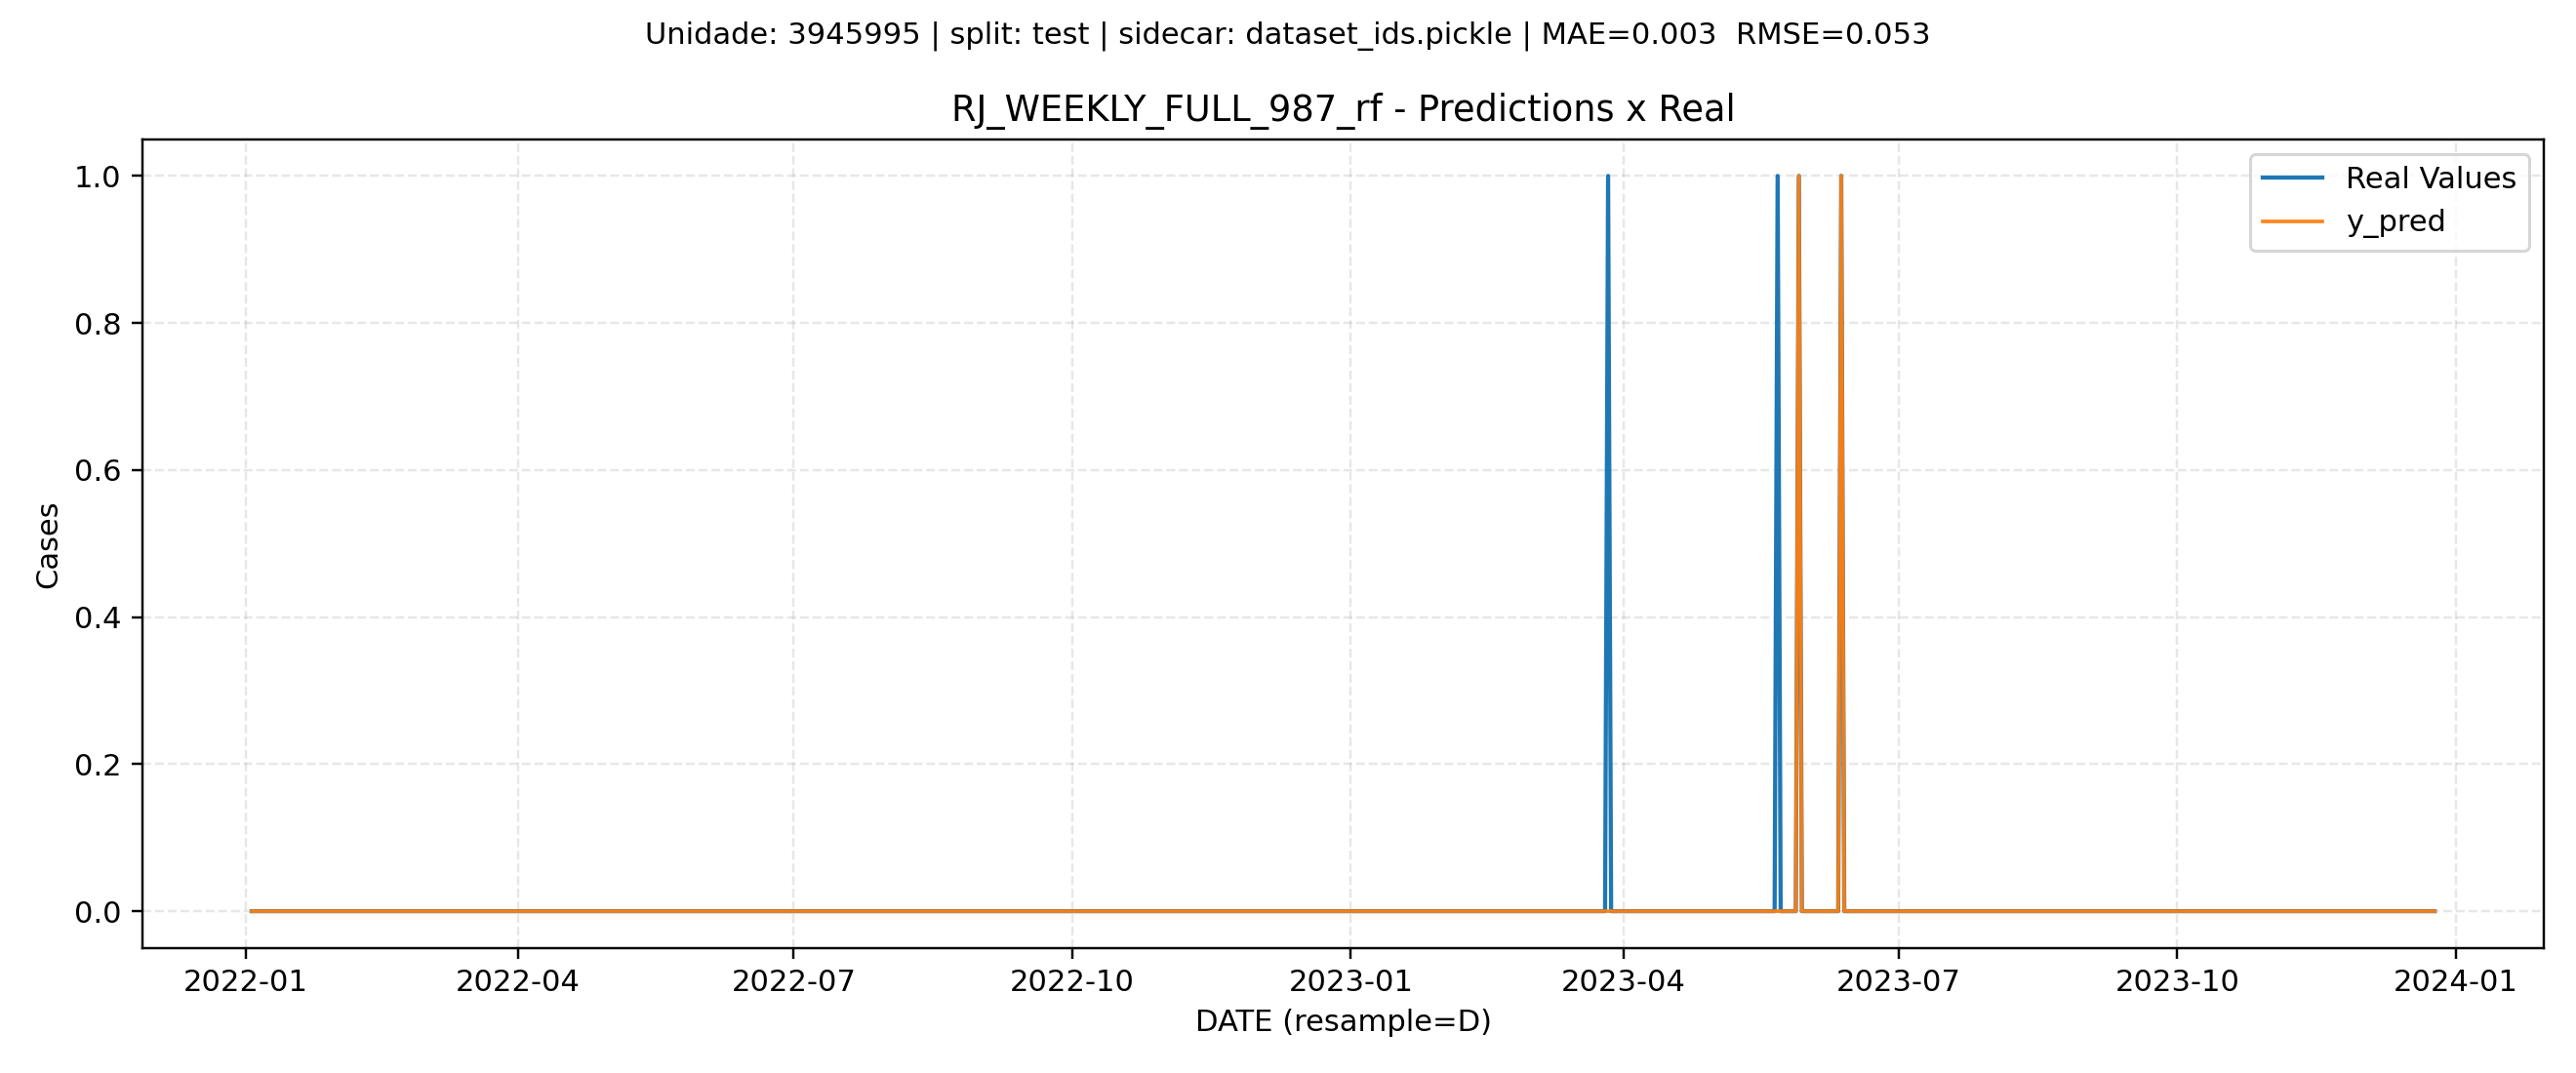 Unidade: 3945995 | split: test | sidecar: dataset_ids.pickle | MAE=0.003  RMSE=0.053
RJ_WEEKLY_FULL_987_rf - Predictions x Real
Real Values
y_pred
Cases
1.0
0.8
0.6
0.4
0.2
0.0
2022-01 2022-04 2022-07 2022-10 2023-01 2023-04 2023-07 2023-10 2024-01
DATE (resample=D)